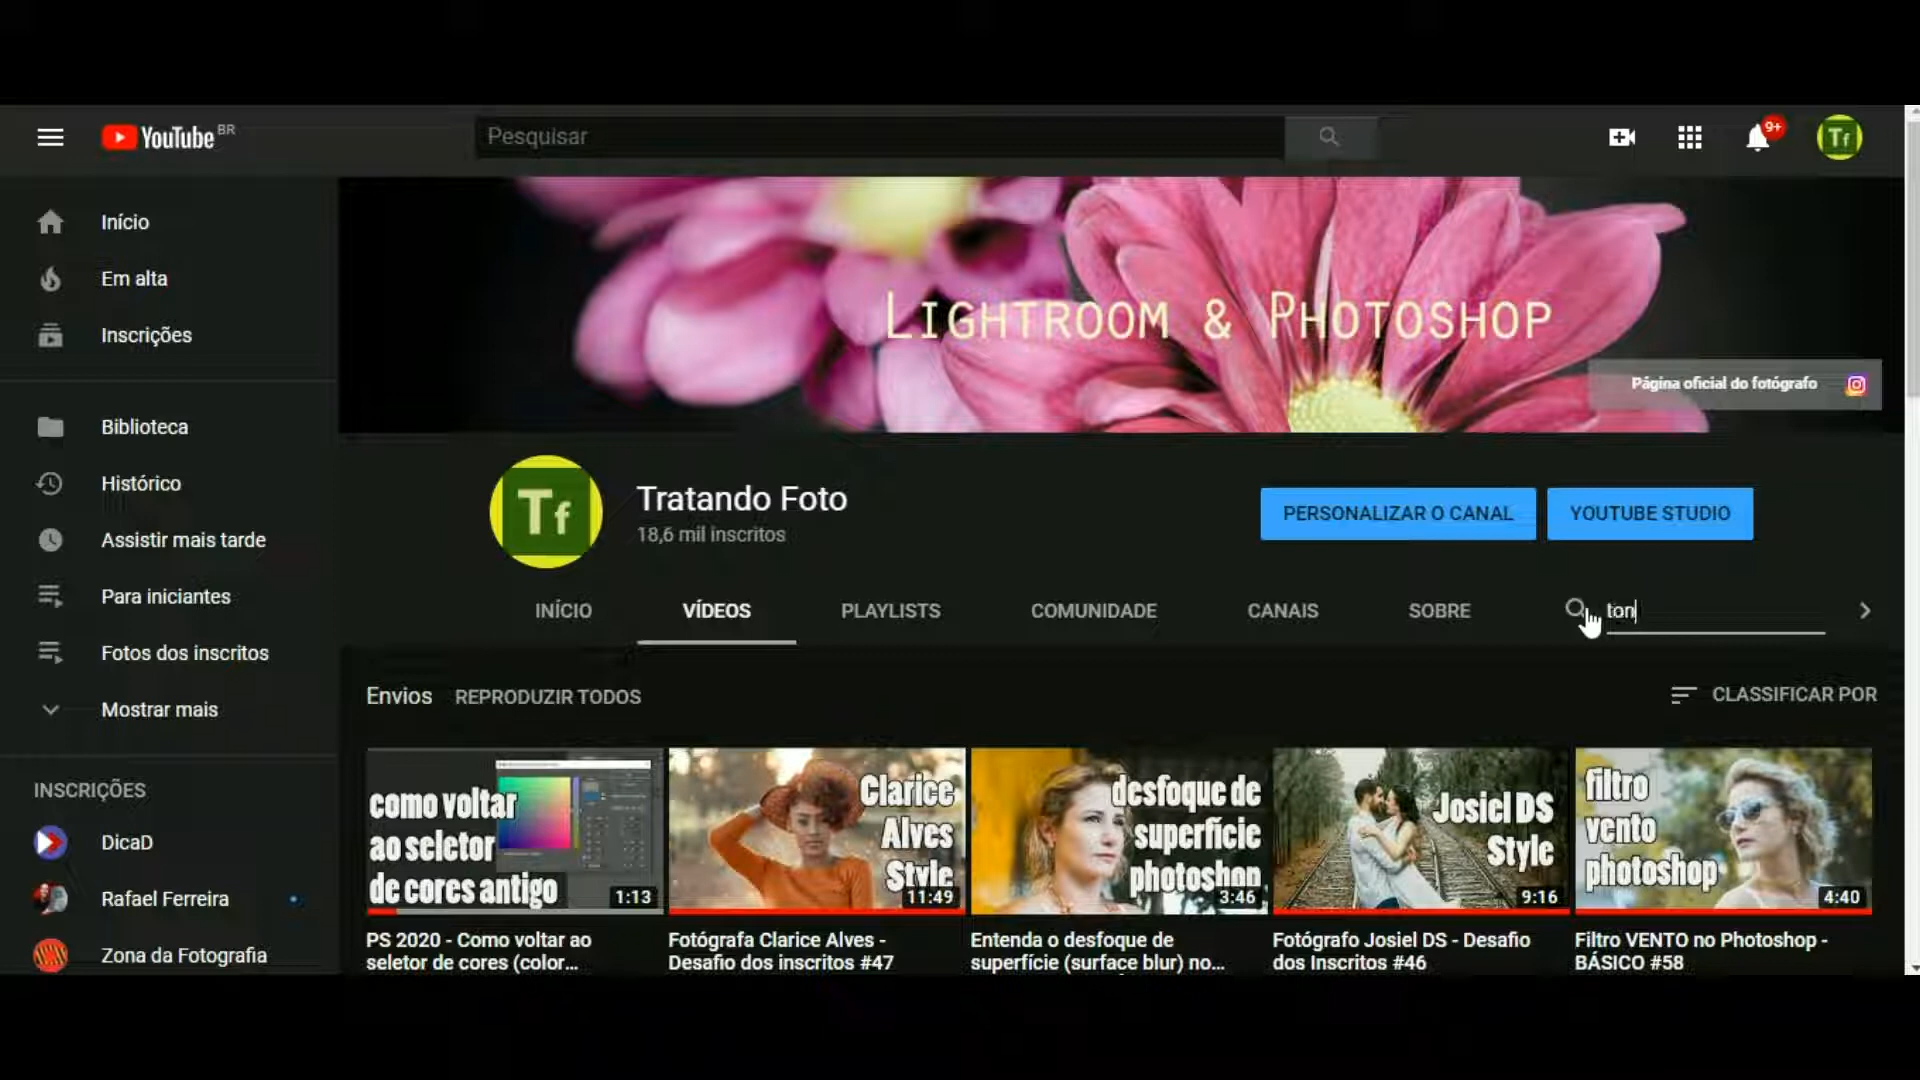 YouTube BR
Pesquisar
9+
Tf
Início
Em alta
Inscrições
Biblioteca
Histórico
Assistir mais tarde
Para iniciantes
Fotos dos inscritos
Mostrar mais
INSCRIÇÕES
DicaD
Rafael Ferreira
Zona da Fotografia
LIGHTROOM & PHOTOSHOP
Página oficial do fotógrafo
Tf
Tratando Foto
18,6 mil inscritos
PERSONALIZAR O CANAL
YOUTUBE STUDIO
INÍCIO
VÍDEOS
PLAYLISTS
COMUNIDADE
CANAIS
SOBRE
ton
Envios
REPRODUZIR TODOS
CLASSIFICAR POR
como voltar
ao seletor
de cores antigo
1:13
PS 2020 - Como voltar ao
seletor de cores (color...
Clarice
Alves
Style
11:49
Fotógrafa Clarice Alves -
Desafio dos inscritos #47
desfoque de
superfície
photoshop
3:46
Entenda o desfoque de
superfície (surface blur) no...
Josiel DS
Style
9:16
Fotógrafo Josiel DS - Desafio
dos Inscritos #46
filtro
vento
photoshop
4:40
Filtro VENTO no Photoshop -
BÁSICO #58